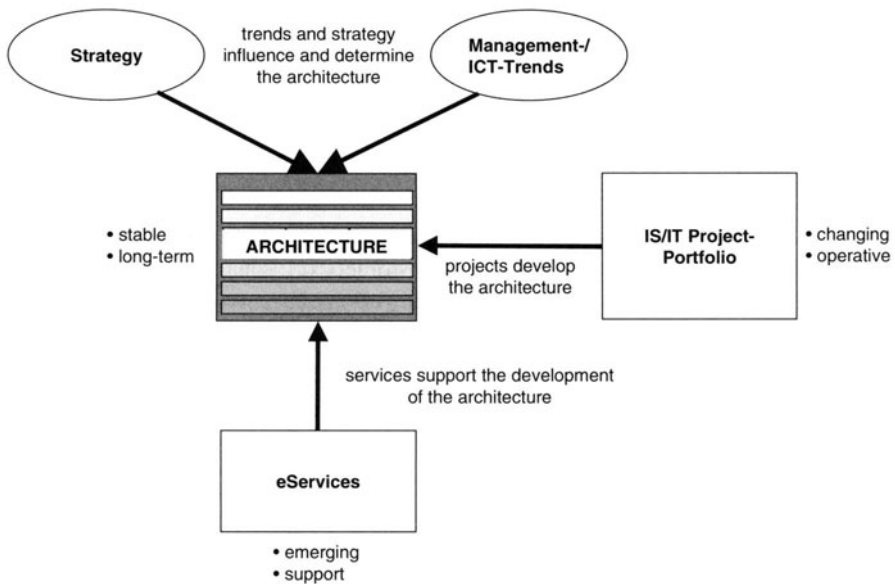 trends and strategy
influence and determine
the architecture
Strategy
Management-/
ICT-Trends
• stable
• long-term
ARCHITECTURE
projects develop
the architecture
IS/IT Project-
Portfolio
• changing
• operative
services support the development
of the architecture
eServices
• emerging
• support